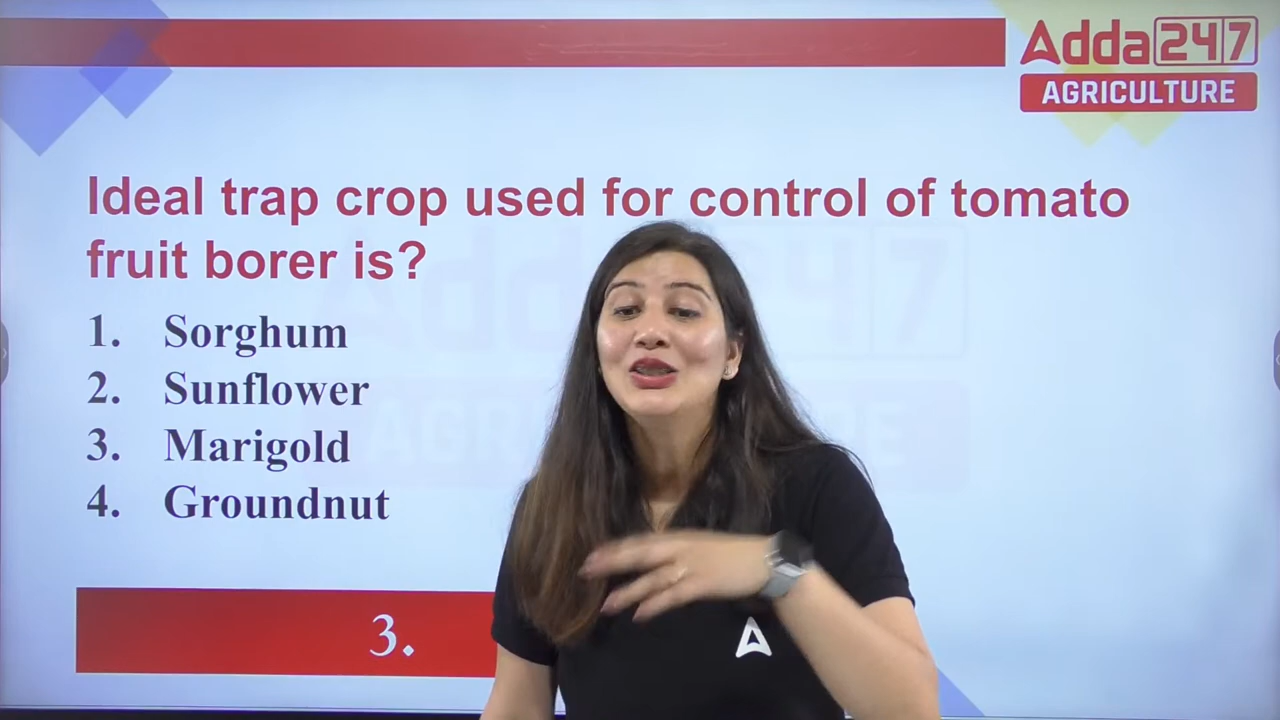 Adda247
AGRICULTURE
Ideal trap crop used for control of tomato
fruit borer is?
1. Sorghum
2. Sunflower
3. Marigold
4. Groundnut
3.